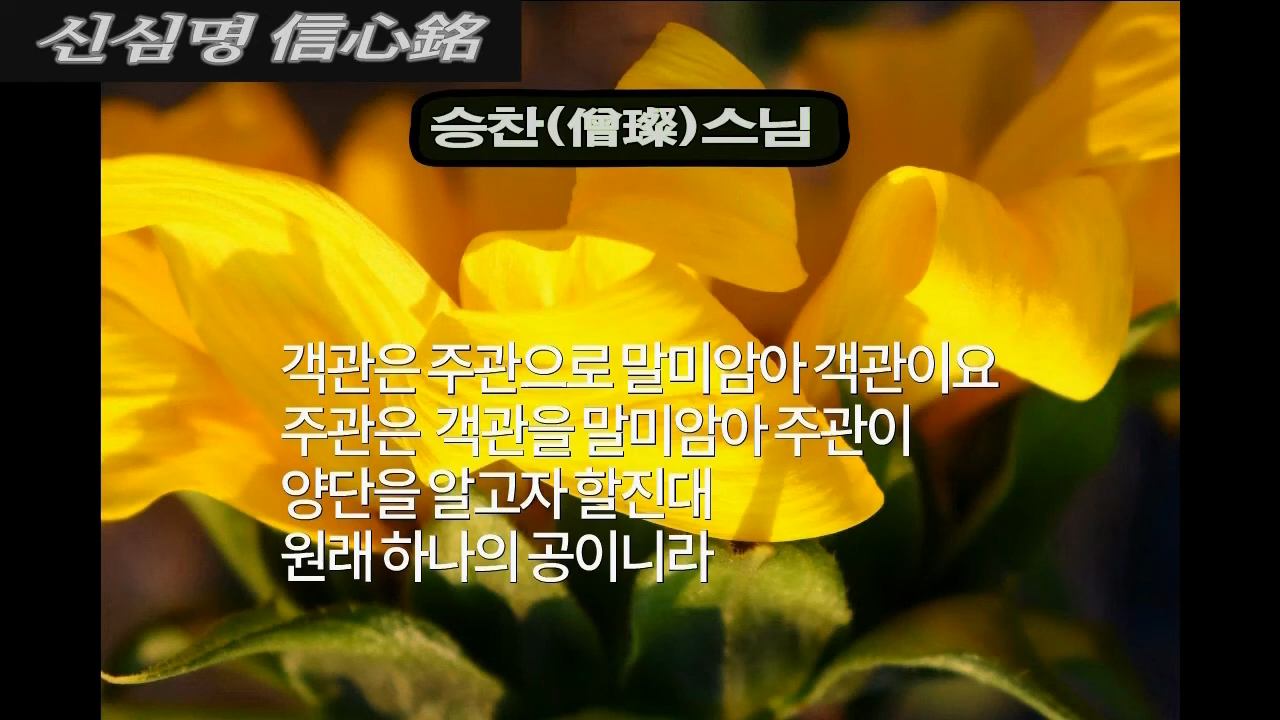 신심명 信心銘
승찬(僧璨)스님
객관은 주관으로 말미암아 객관이요
주관은 객관을 말미암아 주관이
양단을 알고자 할진대
원래 하나의 공이니라